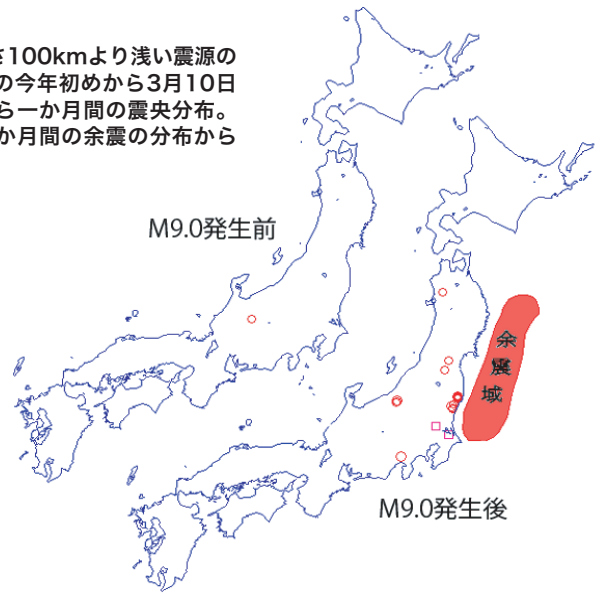 さ100kmより浅い震源の
の今年初めから3月10日
ら一か月間の震央分布。
か月間の余震の分布から
M9.0発生前
余震域
M9.0発生後